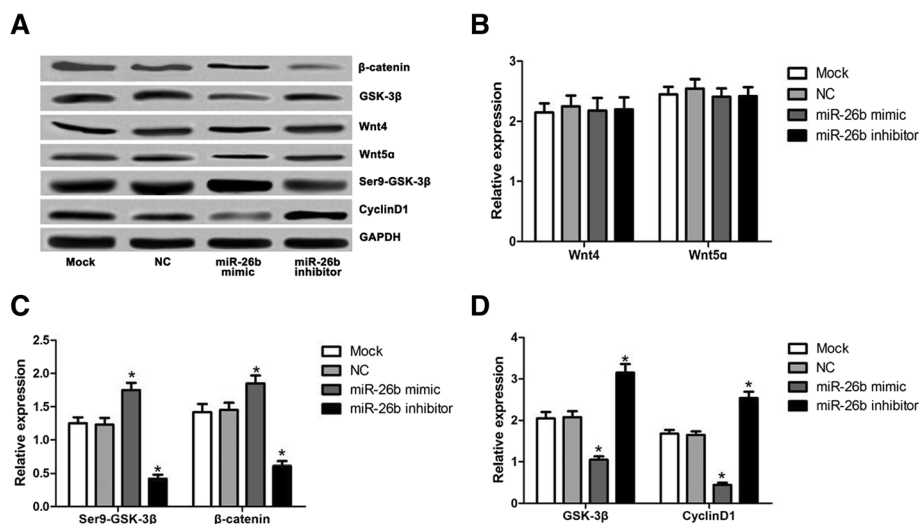 A
β-catenin
GSK-3β
Wnt4
Wnt5α
Ser9-GSK-3β
CyclinD1
GAPDH
Mock
NC
miR-26b
mimic
miR-26b
inhibitor
B
Relative expression
3
2
1
0
Wnt4
Wnt5α
Mock
NC
miR-26b mimic
miR-26b inhibitor
C
Relative expression
2.5
2.0
1.5
1.0
0.5
0.0
*
*
*
*
Ser9-GSK-3β
β-catenin
Mock
NC
miR-26b mimic
miR-26b inhibitor
D
Relative expression
4
3
2
1
0
*
*
*
*
GSK-3β
CyclinD1
Mock
NC
miR-26b mimic
miR-26b inhibitor